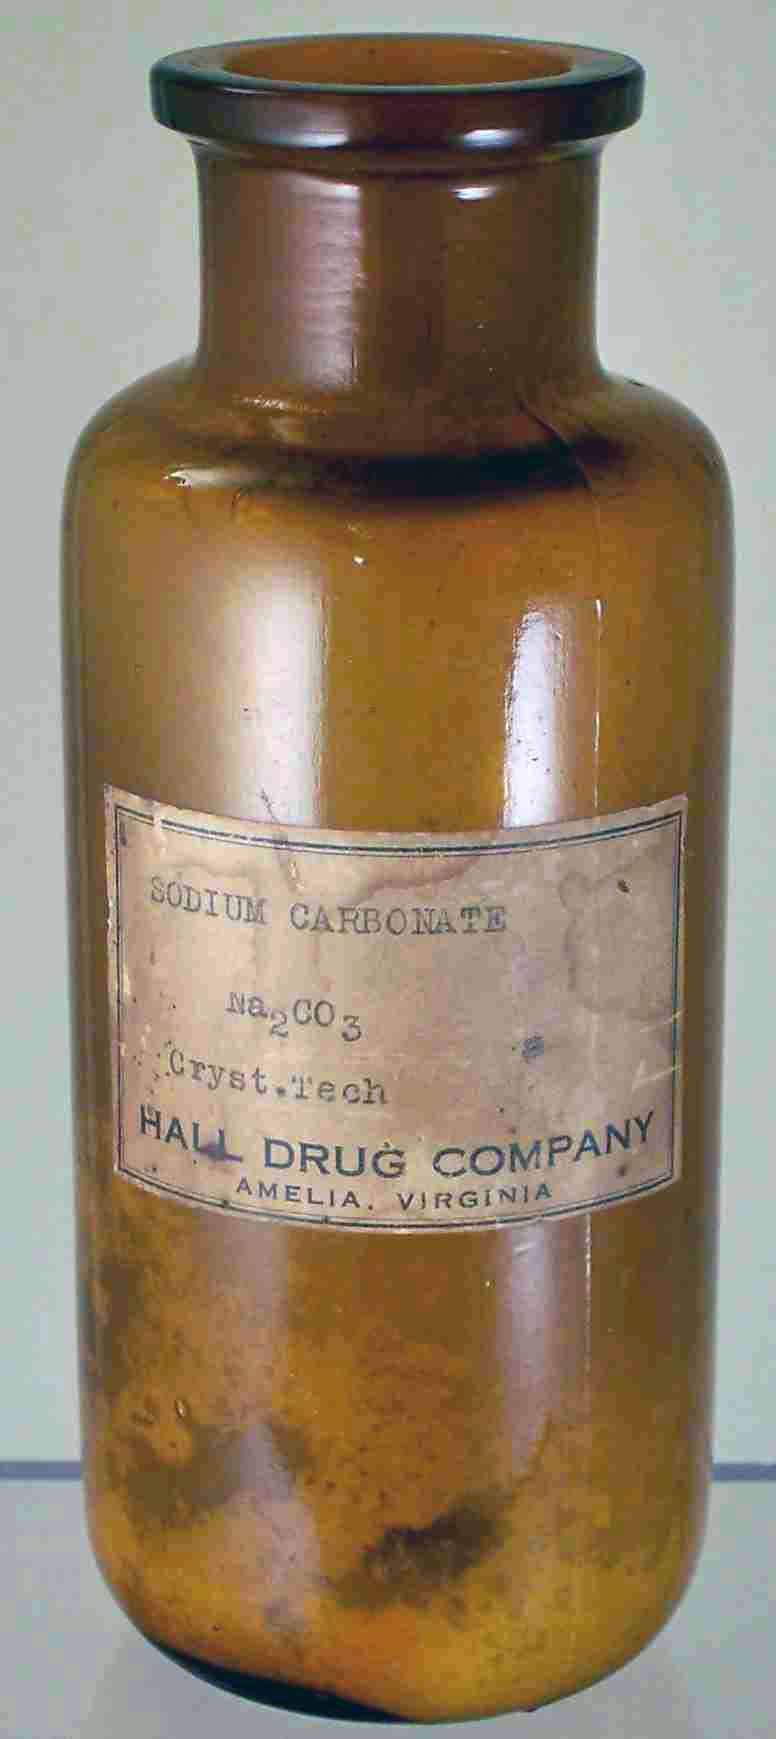 SODIUM CARBONATE
Na₂CO₃
Cryst.Tech
HALL DRUG COMPANY
AMELIA, VIRGINIA